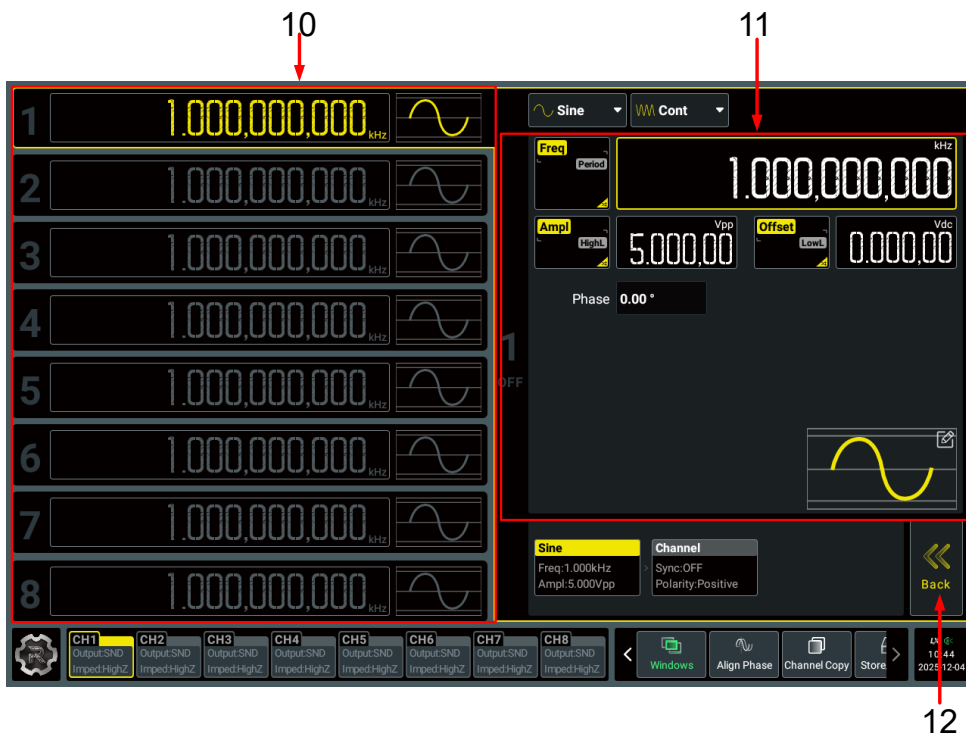 10
11
1
1.000,000,000 kHz
2
1.000,000,000 kHz
3
1.000,000,000 kHz
4
1.000,000,000 kHz
5
1.000,000,000 kHz
6
1.000,000,000 kHz
7
1.000,000,000 kHz
8
1.000,000,000 kHz
Sine
Cont
Freq
Period
kHz
1.000,000,000
Ampl
HighL
Vpp
5.000,00
Offset
LowL
Vdc
0.000,00
Phase 0.00 °
1
OFF
Sine
Freq:1.000kHz
Ampl:5.000Vpp
Channel
Sync:OFF
Polarity:Positive
Back
CH1
Output:SND
Imped:HighZ
CH2
Output:SND
Imped:HighZ
CH3
Output:SND
Imped:HighZ
CH4
Output:SND
Imped:HighZ
CH5
Output:SND
Imped:HighZ
CH6
Output:SND
Imped:HighZ
CH7
Output:SND
Imped:HighZ
CH8
Output:SND
Imped:HighZ
Windows
Align Phase
Channel Copy
Store
12